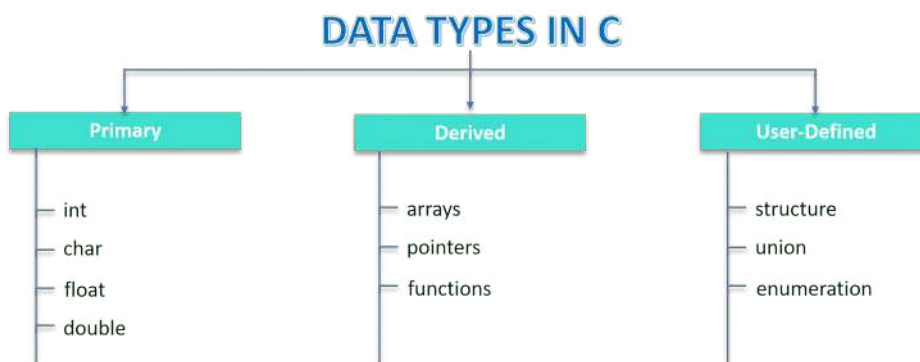 DATA TYPES IN C
Primary
int
char
float
double
Derived
arrays
pointers
functions
User-Defined
structure
union
enumeration